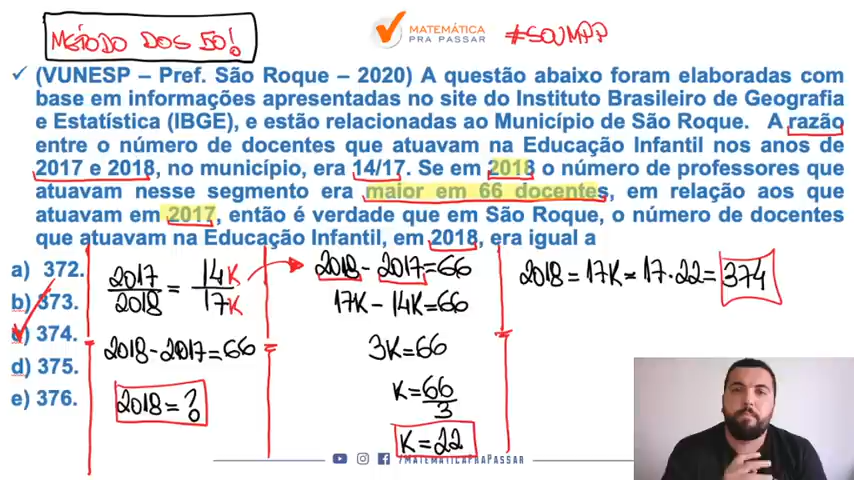 MÉTODO DOS 50!
MATEMÁTICA
PRA PASSAR
#SOUMPP
(VUNESP – Pref. São Roque – 2020) A questão abaixo foram elaboradas com
base em informações apresentadas no site do Instituto Brasileiro de Geografia
e Estatística (IBGE), e estão relacionadas ao Município de São Roque. A razão
entre o número de docentes que atuavam na Educação Infantil nos anos de
2017 e 2018, no município, era 14/17. Se em 2018 o número de professores que
atuavam nesse segmento era maior em 66 docentes, em relação aos que
atuavam em 2017, então é verdade que em São Roque, o número de docentes
que atuavam na Educação Infantil, em 2018, era igual a
a) 372.
b) 373.
c) 374.
d) 375.
e) 376.
2017/2018 = 14K/17K
2018 - 2017 = 66
2018 = ?
2018 - 2017 = 66
17K - 14K = 66
3K = 66
K = 66/3
K = 22
2018 = 17K = 17·22 = 374
/MATEMÁTICAPRAPASSAR